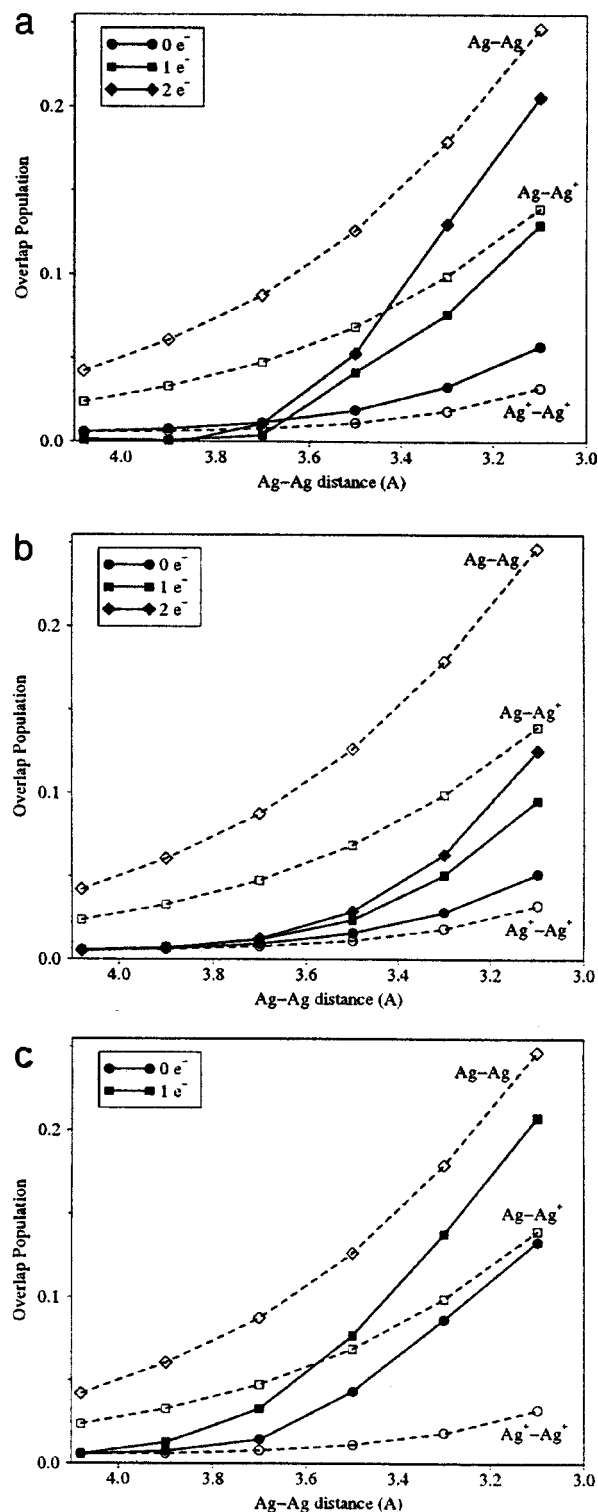 a
0 e⁻
1 e⁻
2 e⁻
Ag–Ag
Ag–Ag⁺
Ag⁺–Ag⁺
Overlap Population
0.2
0.1
0.0
4.0 3.8 3.6 3.4 3.2 3.0
Ag–Ag distance (A)
b
0 e⁻
1 e⁻
2 e⁻
Ag–Ag
Ag–Ag⁺
Ag⁺–Ag⁺
Overlap Population
0.2
0.1
0.0
4.0 3.8 3.6 3.4 3.2 3.0
Ag–Ag distance (A)
c
0 e⁻
1 e⁻
Ag–Ag
Ag–Ag⁺
Ag⁺–Ag⁺
Overlap Population
0.2
0.1
0.0
4.0 3.8 3.6 3.4 3.2 3.0
Ag–Ag distance (A)